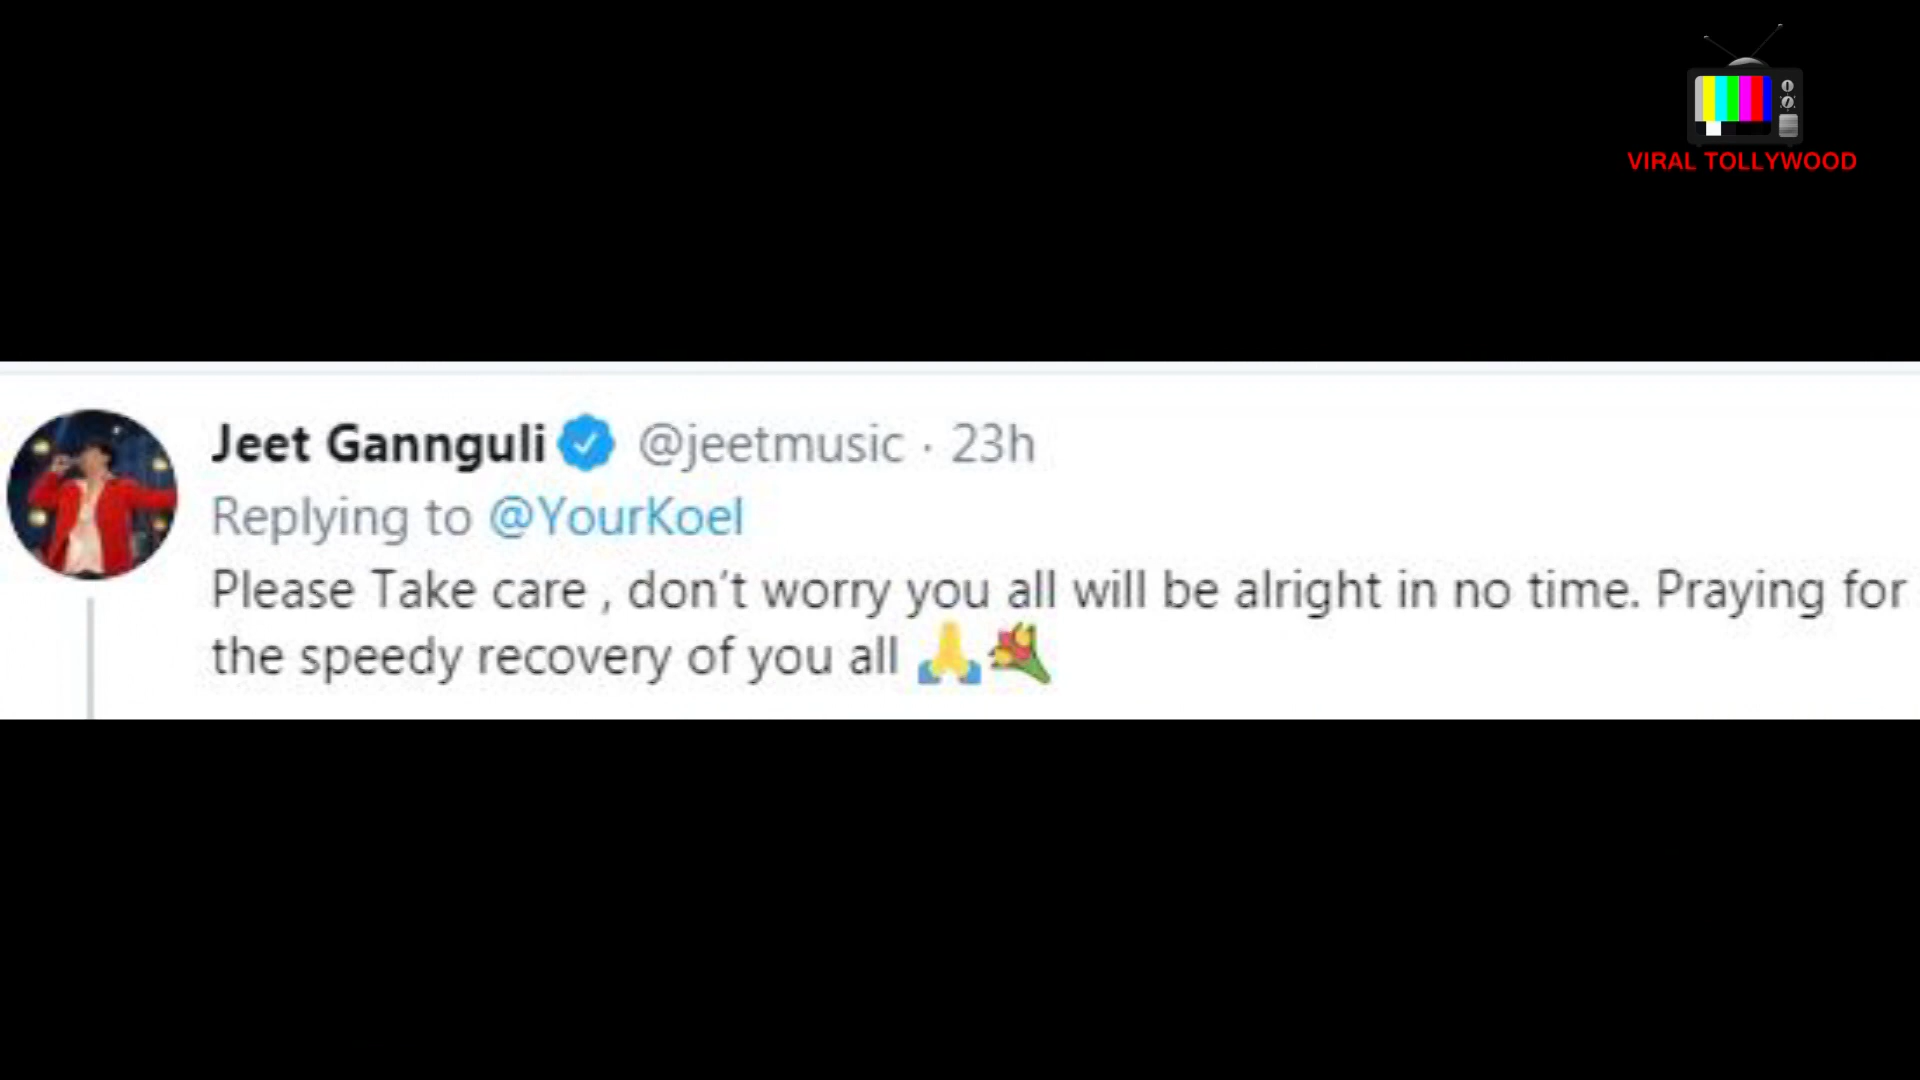 VIRAL TOLLYWOOD
Jeet Gannguli @jeetmusic · 23h
Replying to @YourKoel
Please Take care , don't worry you all will be alright in no time. Praying for
the speedy recovery of you all 🙏💐